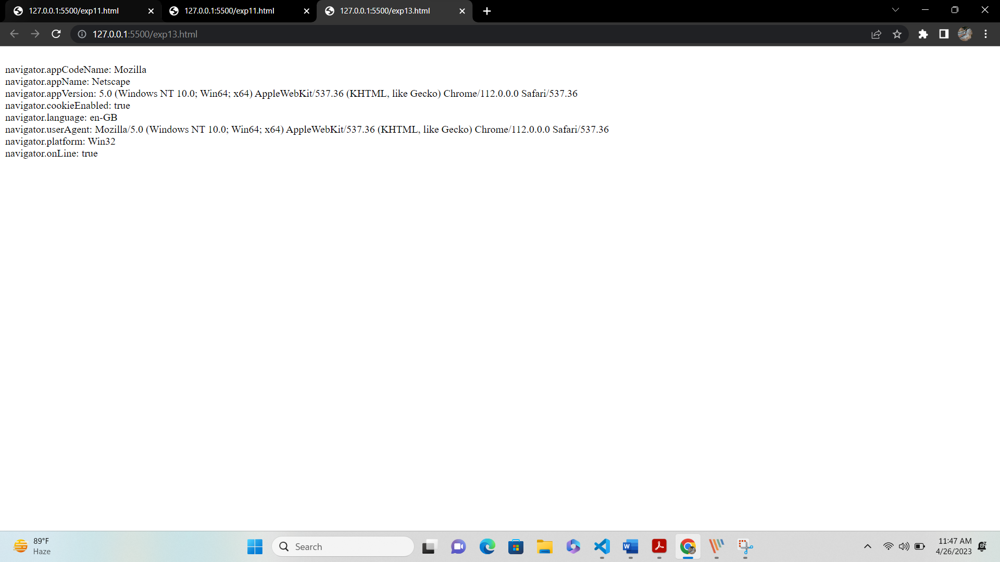 127.0.0.1:5500/exp11.html
127.0.0.1:5500/exp11.html
127.0.0.1:5500/exp13.html
127.0.0.1:5500/exp13.html
navigator.appCodeName: Mozilla
navigator.appName: Netscape
navigator.appVersion: 5.0 (Windows NT 10.0; Win64; x64) AppleWebKit/537.36 (KHTML, like Gecko) Chrome/112.0.0.0 Safari/537.36
navigator.cookieEnabled: true
navigator.language: en-GB
navigator.userAgent: Mozilla/5.0 (Windows NT 10.0; Win64; x64) AppleWebKit/537.36 (KHTML, like Gecko) Chrome/112.0.0.0 Safari/537.36
navigator.platform: Win32
navigator.onLine: true
89°F
Haze
Search
11:47 AM
4/26/2023